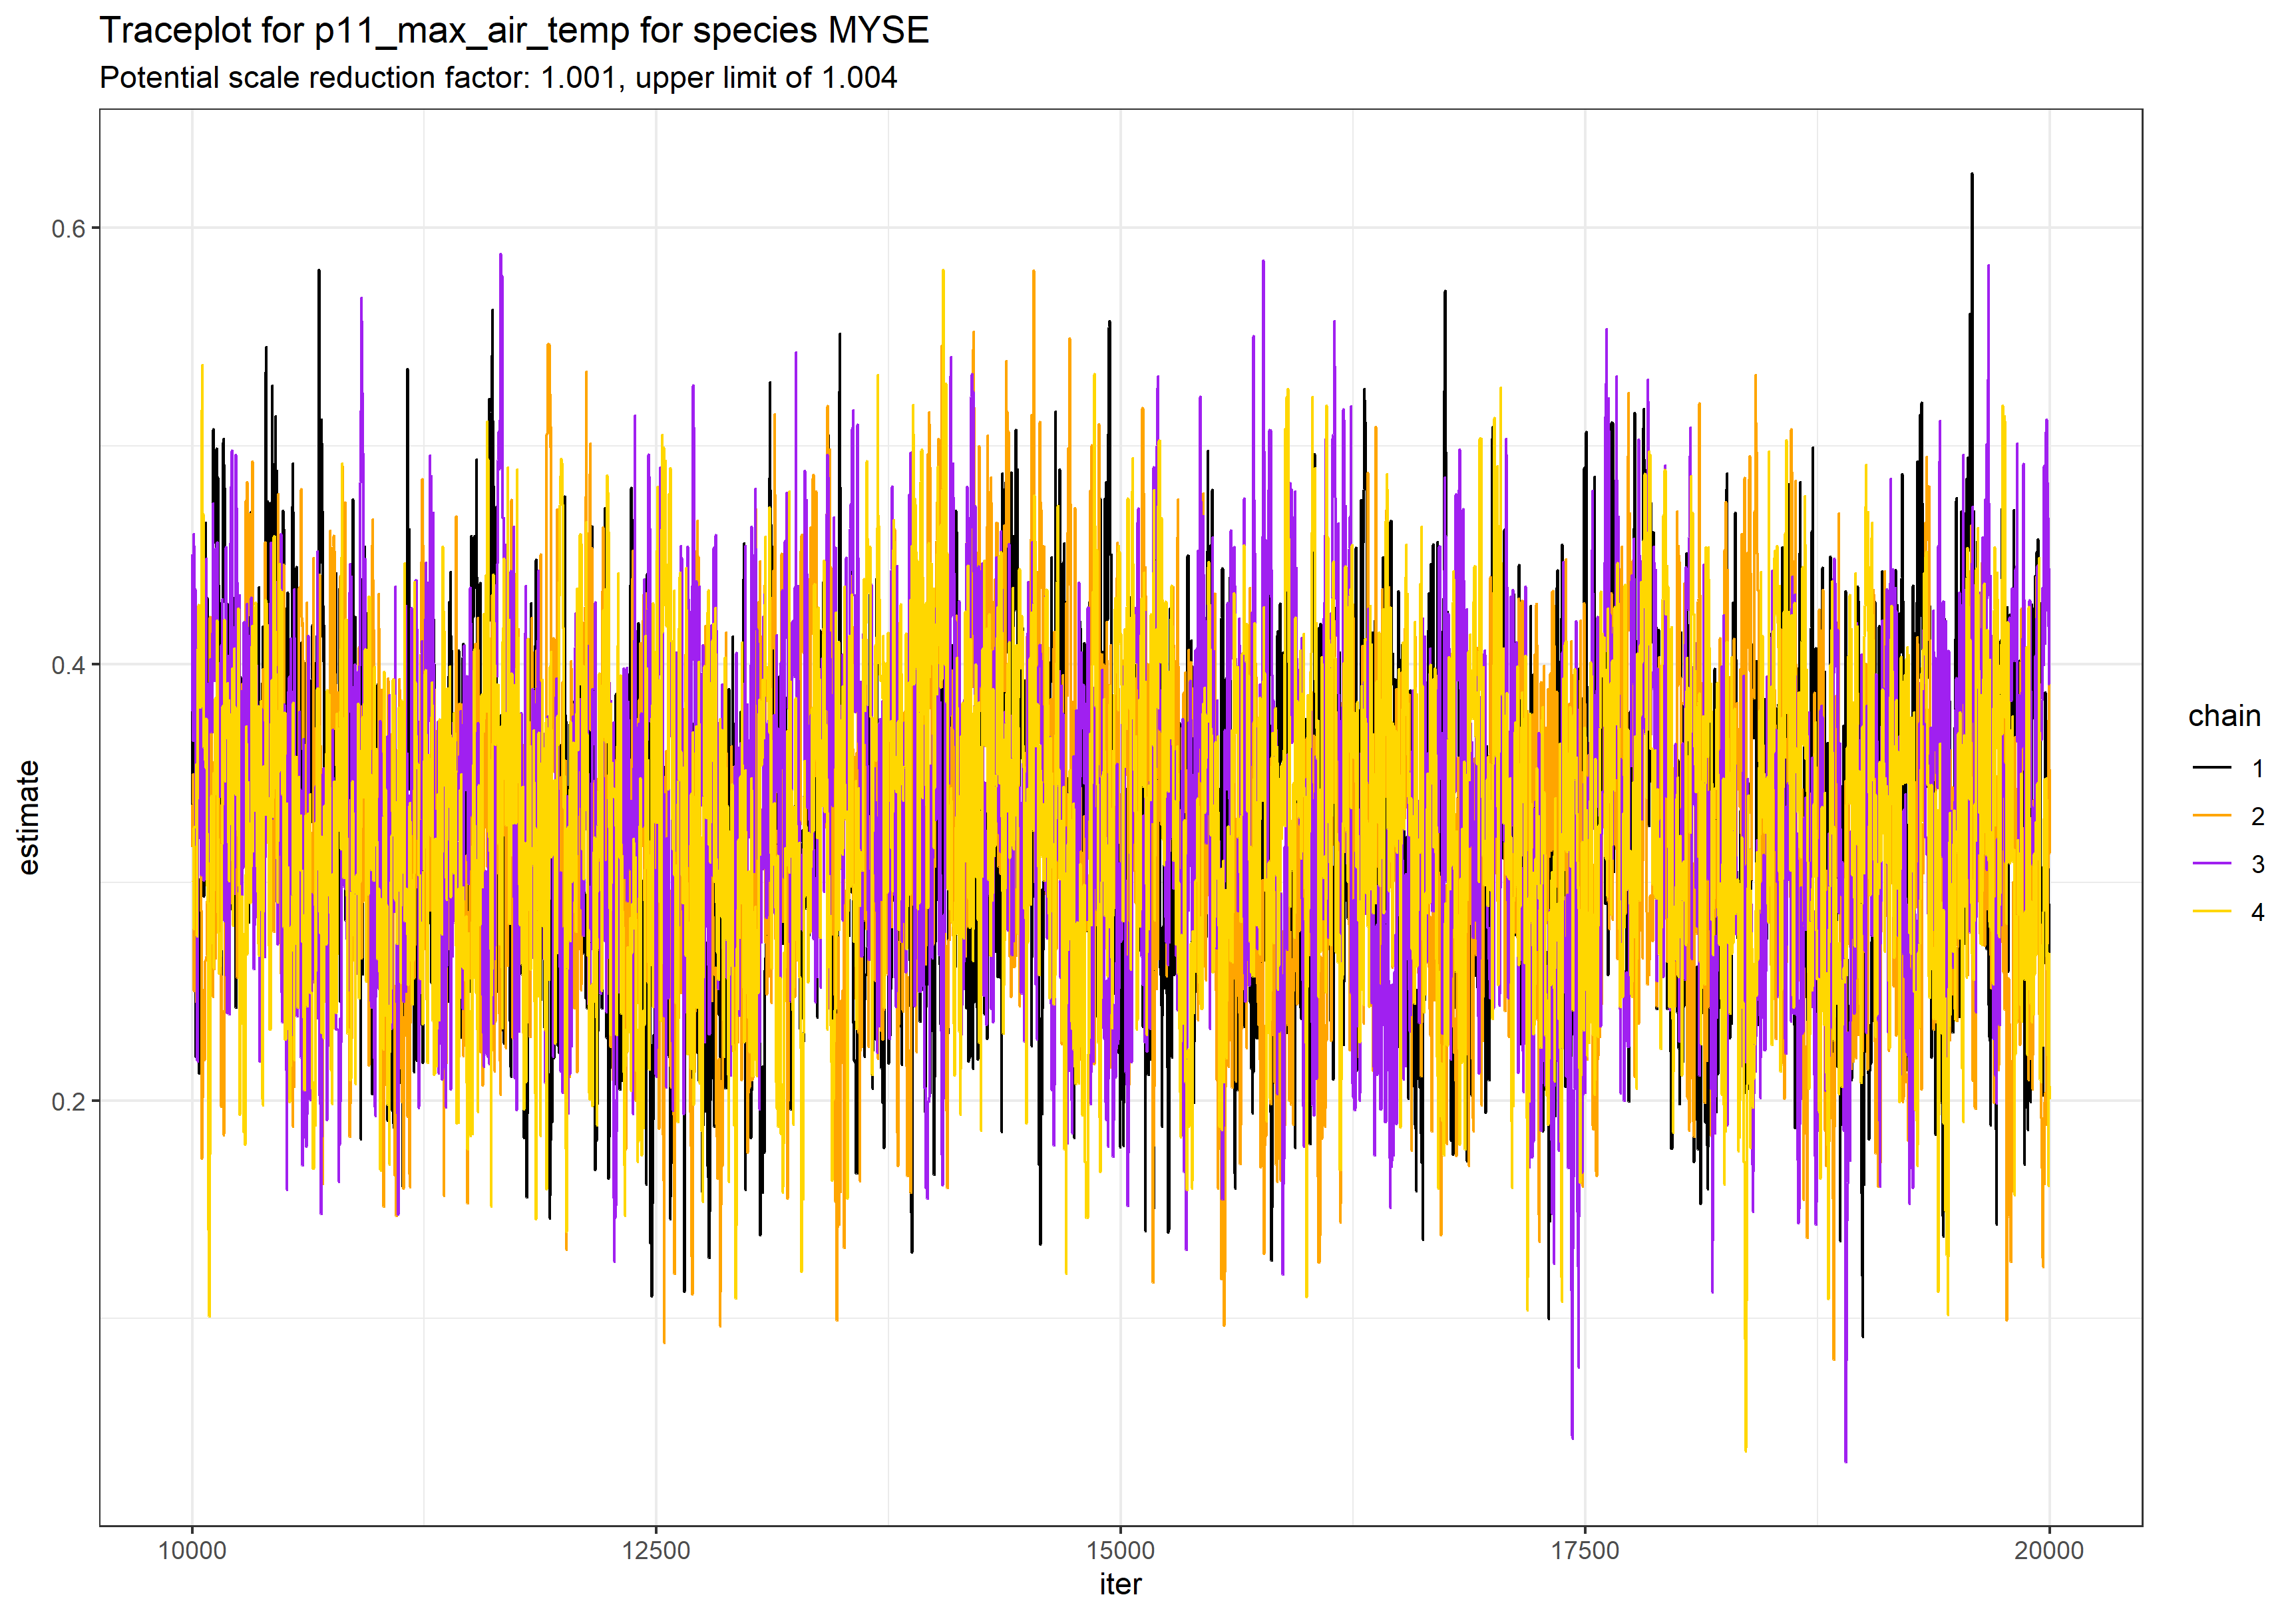 Traceplot for p11_max_air_temp for species MYSE
Potential scale reduction factor: 1.001, upper limit of 1.004
0.6
0.4
0.2
estimate
10000 12500 15000 17500 20000
iter
chain
1
2
3
4